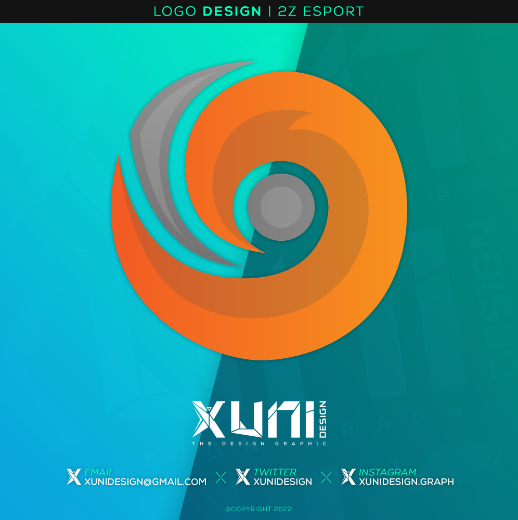 LOGO DESIGN | 2Z ESPORT
XUNI DESIGN
THE DESIGN GRAPHIC
EMAIL
XUNIDESIGN@GMAIL.COM
TWITTER
XUNIDESIGN
INSTAGRAM
XUNIDESIGN.GRAPH
©COPYRIGHT 2022